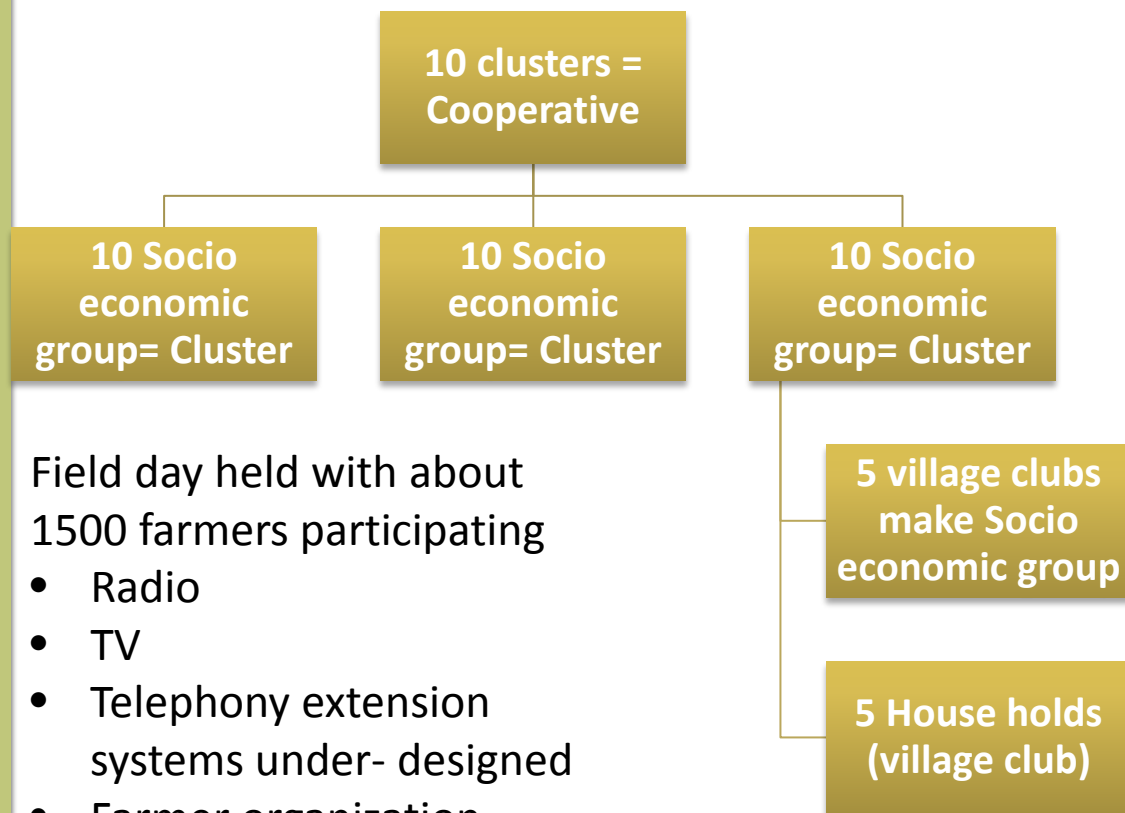 10 clusters =
Cooperative
10 Socio
economic
group= Cluster
10 Socio
economic
group= Cluster
10 Socio
economic
group= Cluster
5 village clubs
make Socio
economic group
5 House holds
(village club)
Field day held with about
1500 farmers participating
• Radio
• TV
• Telephony extension
systems under- designed
• Farmer organization